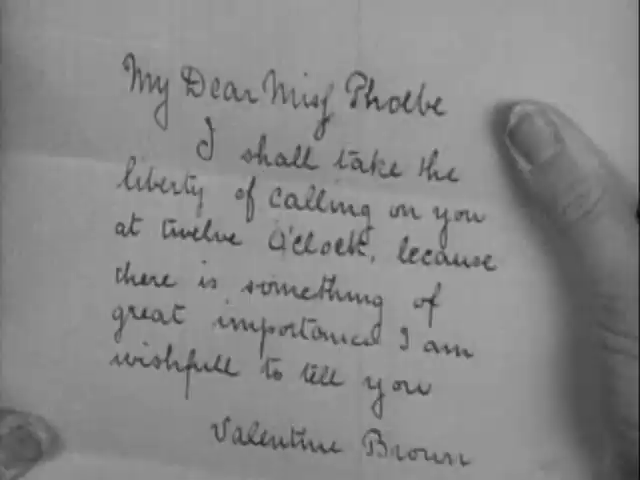 My Dear Miss Phoebe
I shall take the
liberty of calling on you
at twelve o'clock, because
there is something of
great importance I am
wishfull to tell you
Valentine Brown